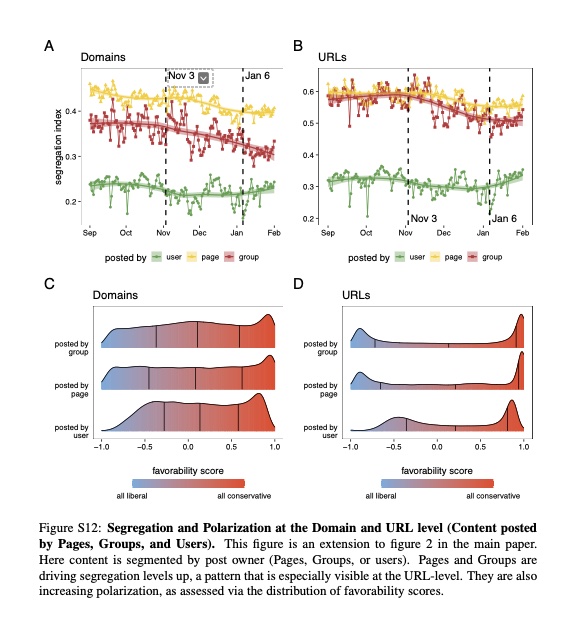 A
Domains
Nov 3
Jan 6
segregation index
0.4
0.3
0.2
Sep Oct Nov Dec Jan Feb
posted by user page group
B
URLs
0.6
0.5
0.4
0.3
0.2
Nov 3
Jan 6
Sep Oct Nov Dec Jan Feb
posted by user page group
C
Domains
posted by
group
posted by
page
posted by
user
−1.0 −0.5 0.0 0.5 1.0
favorability score
all liberal all conservative
D
URLs
posted by
group
posted by
page
posted by
user
−1.0 −0.5 0.0 0.5 1.0
favorability score
all liberal all conservative
Figure S12: Segregation and Polarization at the Domain and URL level (Content posted
by Pages, Groups, and Users). This figure is an extension to figure 2 in the main paper.
Here content is segmented by post owner (Pages, Groups, or users). Pages and Groups are
driving segregation levels up, a pattern that is especially visible at the URL-level. They are also
increasing polarization, as assessed via the distribution of favorability scores.